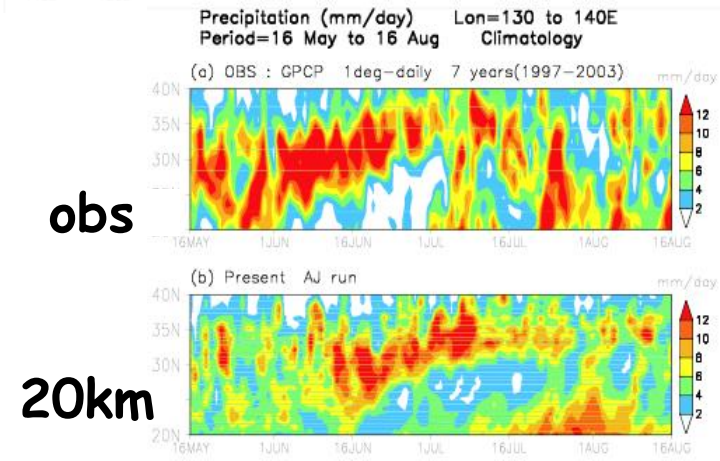 Precipitation (mm/day) Lon=130 to 140E
Period=16 May to 16 Aug Climatology
(a) OBS : GPCP 1deg-daily 7 years(1997-2003) mm/day
40N
35N
30N
12
10
8
6
4
2
obs
16MAY 1JUN 16JUN 1JUL 16JUL 1AUG 16AUG
(b) Present AJ run mm/day
40N
35N
30N
20N
12
10
8
6
4
2
20km
16MAY 1JUN 16JUN 1JUL 16JUL 1AUG 16AUG